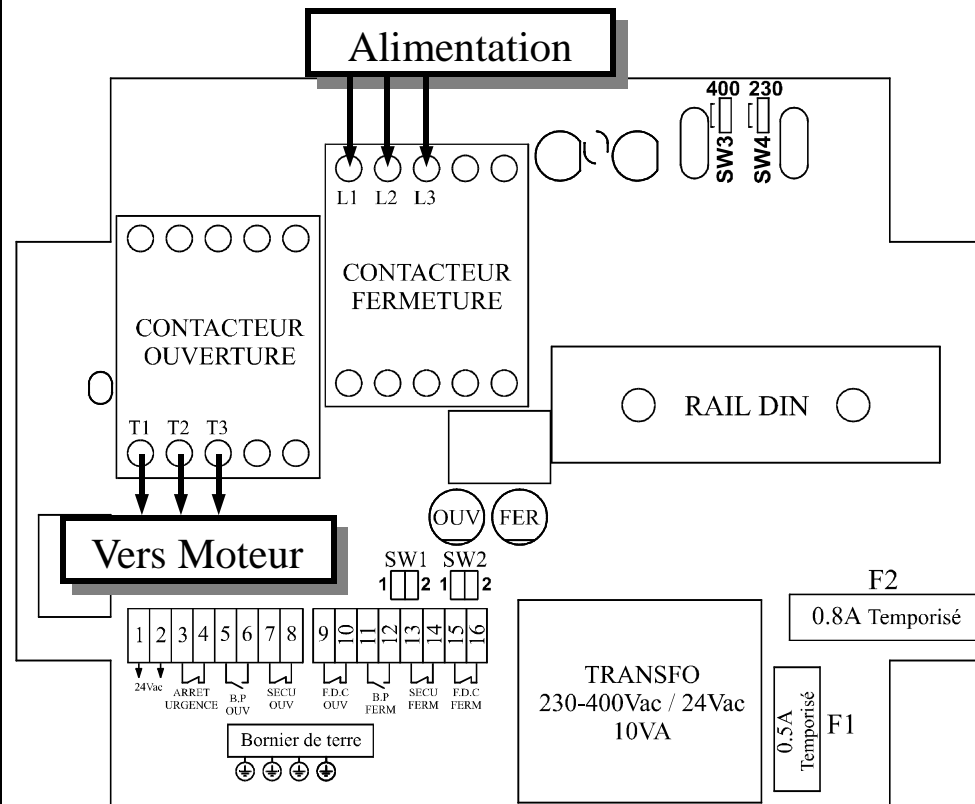 Alimentation
400 230
SW3
SW4
L1 L2 L3
CONTACTEUR
FERMETURE
CONTACTEUR
OUVERTURE
T1 T2 T3
RAIL DIN
OUV FER
Vers Moteur
SW1 SW2
1 2 1 2
F2
0.8A Temporisé
1 2 3 4 5 6 7 8 9 10 11 12 13 14 15 16
24Vac
ARRET
URGENCE
B.P
OUV
SECU
OUV
F.D.C
OUV
B.P
FERM
SECU
FERM
F.D.C
FERM
TRANSFO
230-400Vac / 24Vac
10VA
0.5A
Temporisé
F1
Bornier de terre